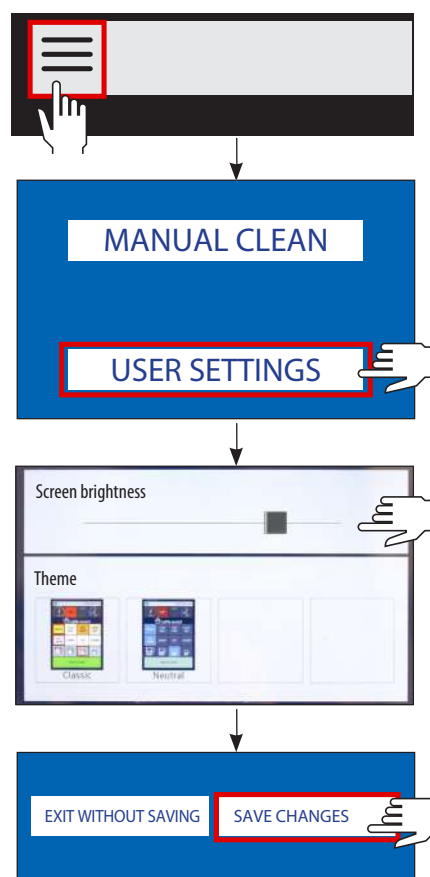 MANUAL CLEAN
USER SETTINGS
Screen brightness
Theme
Classic
Neutral
EXIT WITHOUT SAVING SAVE CHANGES